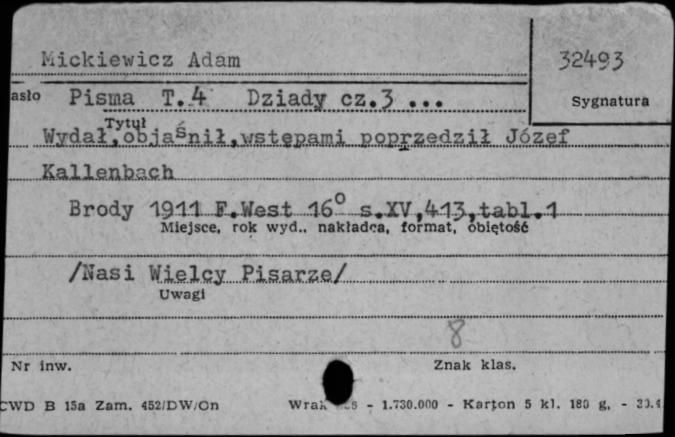 Mickiewicz Adam
32493
asło Pisma T.4 Dziady cz.3 ...
Sygnatura
Tytuł
Wydał, objaśnił, wstępami poprzedził Józef
Kallenbach
Brody 1911 F.West 16° s.XV,413,tabl.1
Miejsce, rok wyd., nakładca, format, obiętość
/Nasi Wielcy Pisarze/
Uwagi
8
Nr inw.
Znak klas.
CWD B 15a Zam. 452/DW/On - 1.730.000 - Karton 5 kl. 180 g. -